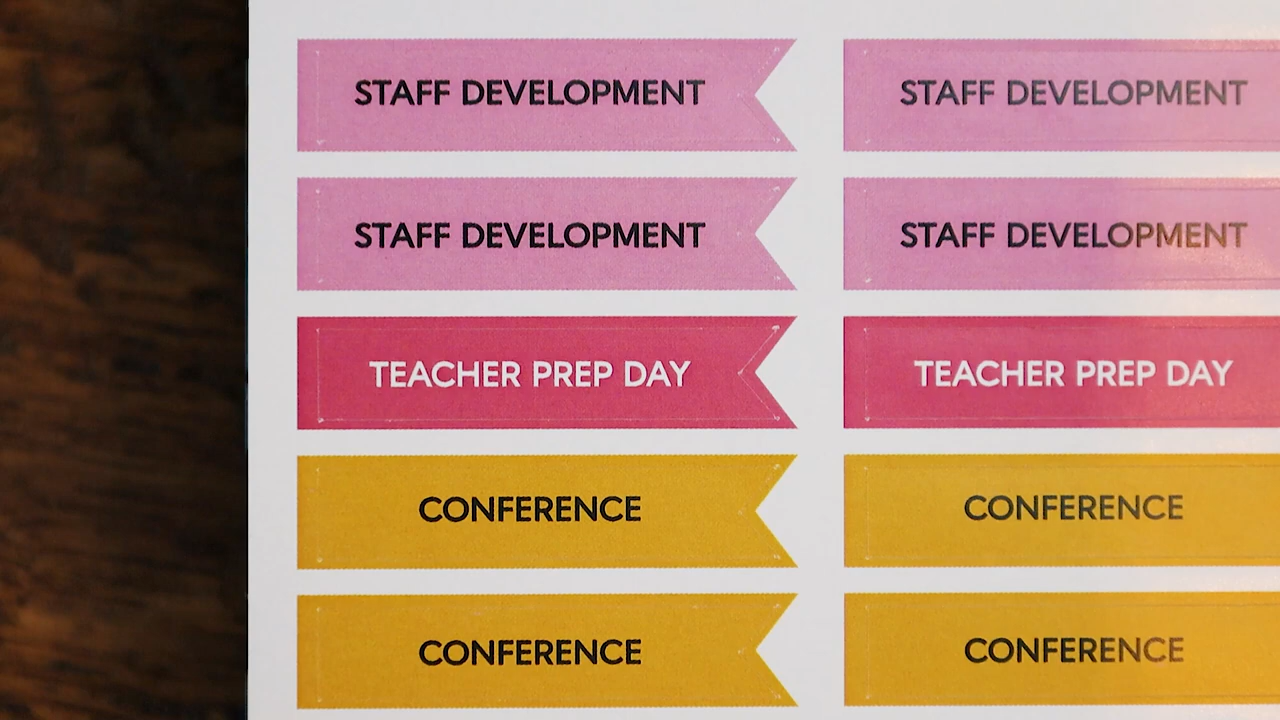 STAFF DEVELOPMENT STAFF DEVELOPMENT
STAFF DEVELOPMENT STAFF DEVELOPMENT
TEACHER PREP DAY TEACHER PREP DAY
CONFERENCE CONFERENCE
CONFERENCE CONFERENCE